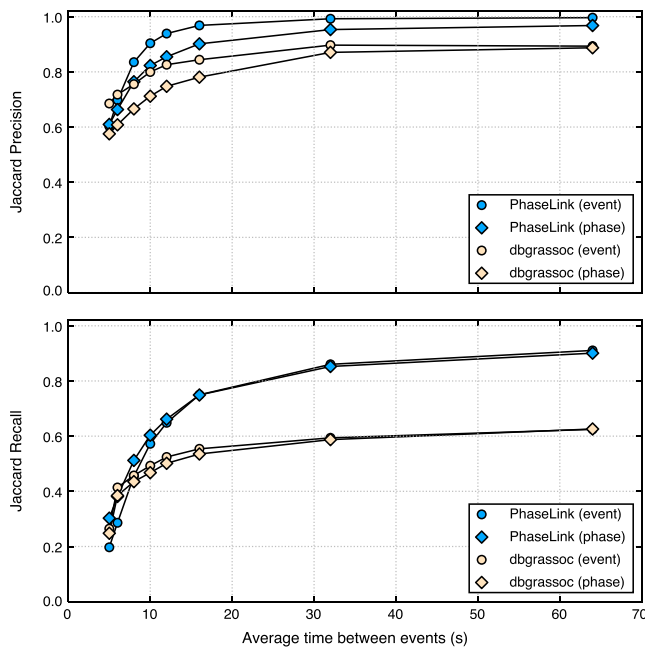 1.0
0.8
0.6
0.4
0.2
0.0
Jaccard Precision
PhaseLink (event)
PhaseLink (phase)
dbgrassoc (event)
dbgrassoc (phase)
1.0
0.8
0.6
0.4
0.2
0.0
Jaccard Recall
PhaseLink (event)
PhaseLink (phase)
dbgrassoc (event)
dbgrassoc (phase)
0 10 20 30 40 50 60 70
Average time between events (s)